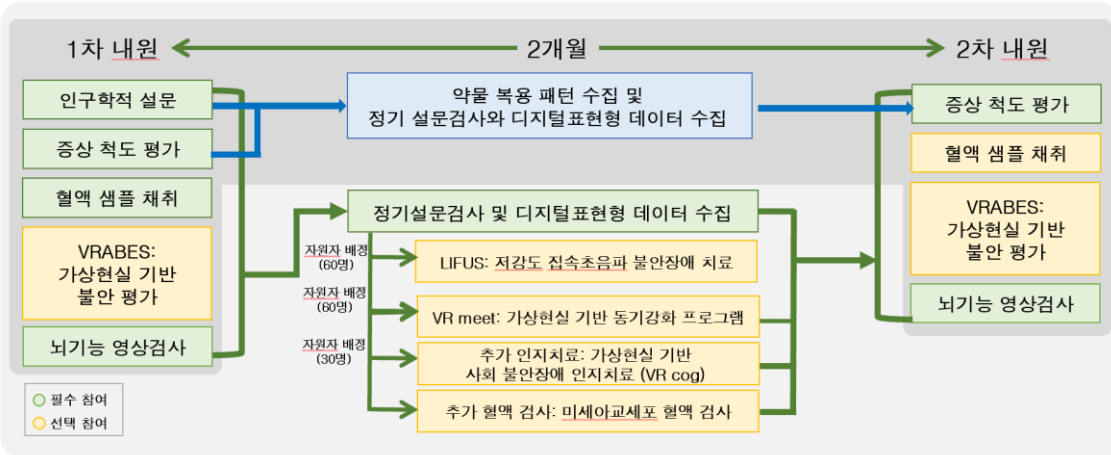 1차 내원
2개월
2차 내원
인구학적 설문
증상 척도 평가
혈액 샘플 채취
VRABES:
가상현실 기반
불안 평가
뇌기능 영상검사
약물 복용 패턴 수집 및
정기 설문검사와 디지털표현형 데이터 수집
정기설문검사 및 디지털표현형 데이터 수집
자원자 배정
(60명)
LIFUS: 저강도 집속초음파 불안장애 치료
자원자 배정
(60명)
VR meet: 가상현실 기반 동기강화 프로그램
자원자 배정
(30명)
추가 인지치료: 가상현실 기반
사회 불안장애 인지치료 (VR cog)
추가 혈액 검사: 미세아교세포 혈액 검사
증상 척도 평가
혈액 샘플 채취
VRABES:
가상현실 기반
불안 평가
뇌기능 영상검사
필수 참여
선택 참여